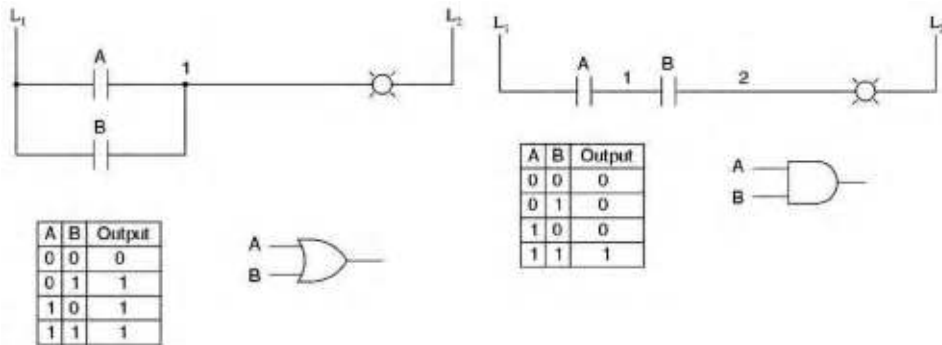 L1 L2
A 1
B
A B Output
0 0 0
0 1 1
1 0 1
1 1 1
A
B
L1
A 1 B 2
A B Output
0 0 0
0 1 0
1 0 0
1 1 1
A
B